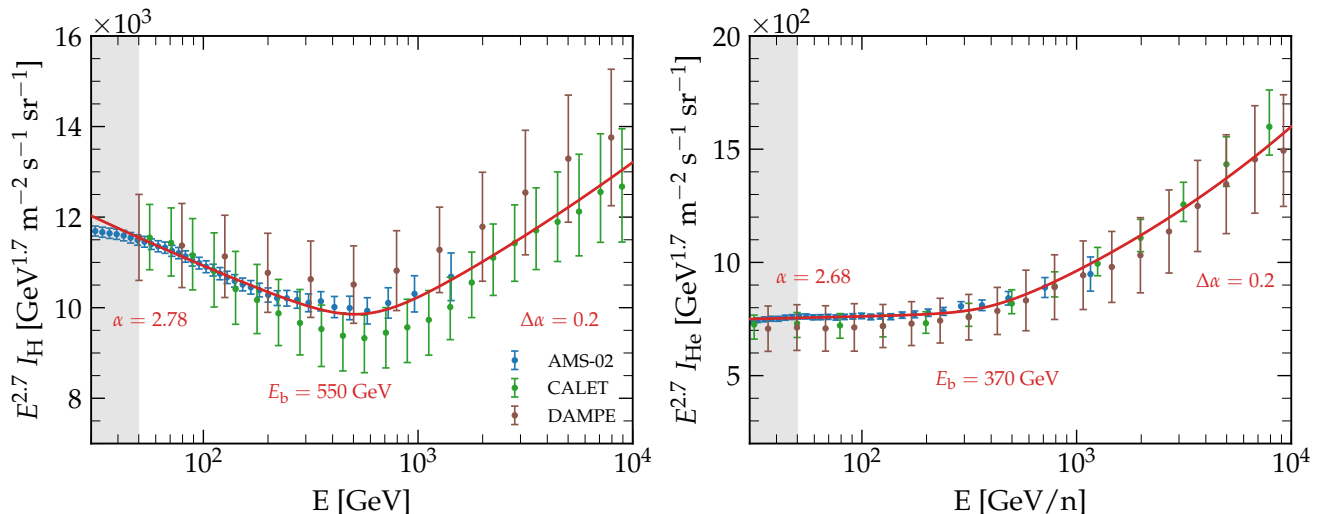 ×10³
16
14
12
10
8
E^{2.7} I_H [GeV^{1.7} m⁻² s⁻¹ sr⁻¹]
α = 2.78
Δα = 0.2
E_b = 550 GeV
AMS-02
CALET
DAMPE
10² 10³ 10⁴
E [GeV]
×10²
20
15
10
5
E^{2.7} I_He [GeV^{1.7} m⁻² s⁻¹ sr⁻¹]
α = 2.68
Δα = 0.2
E_b = 370 GeV
10² 10³ 10⁴
E [GeV/n]